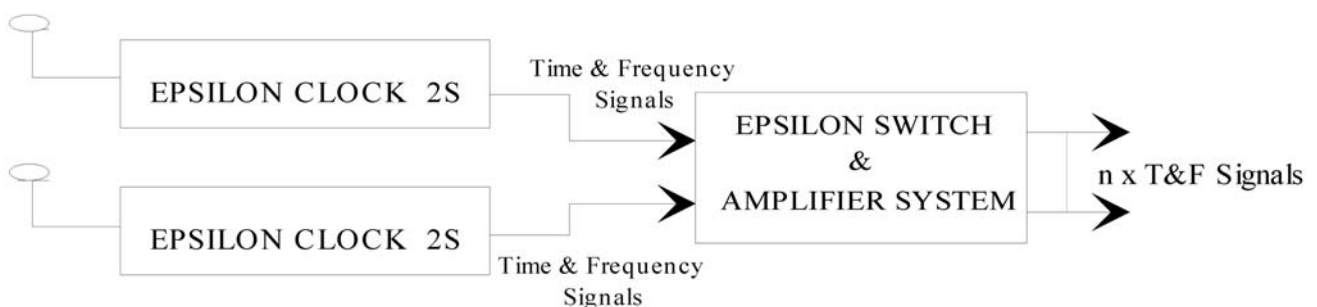 EPSILON CLOCK 2S
Time & Frequency
Signals
EPSILON SWITCH
&
AMPLIFIER SYSTEM
n x T&F Signals
EPSILON CLOCK 2S
Time & Frequency
Signals